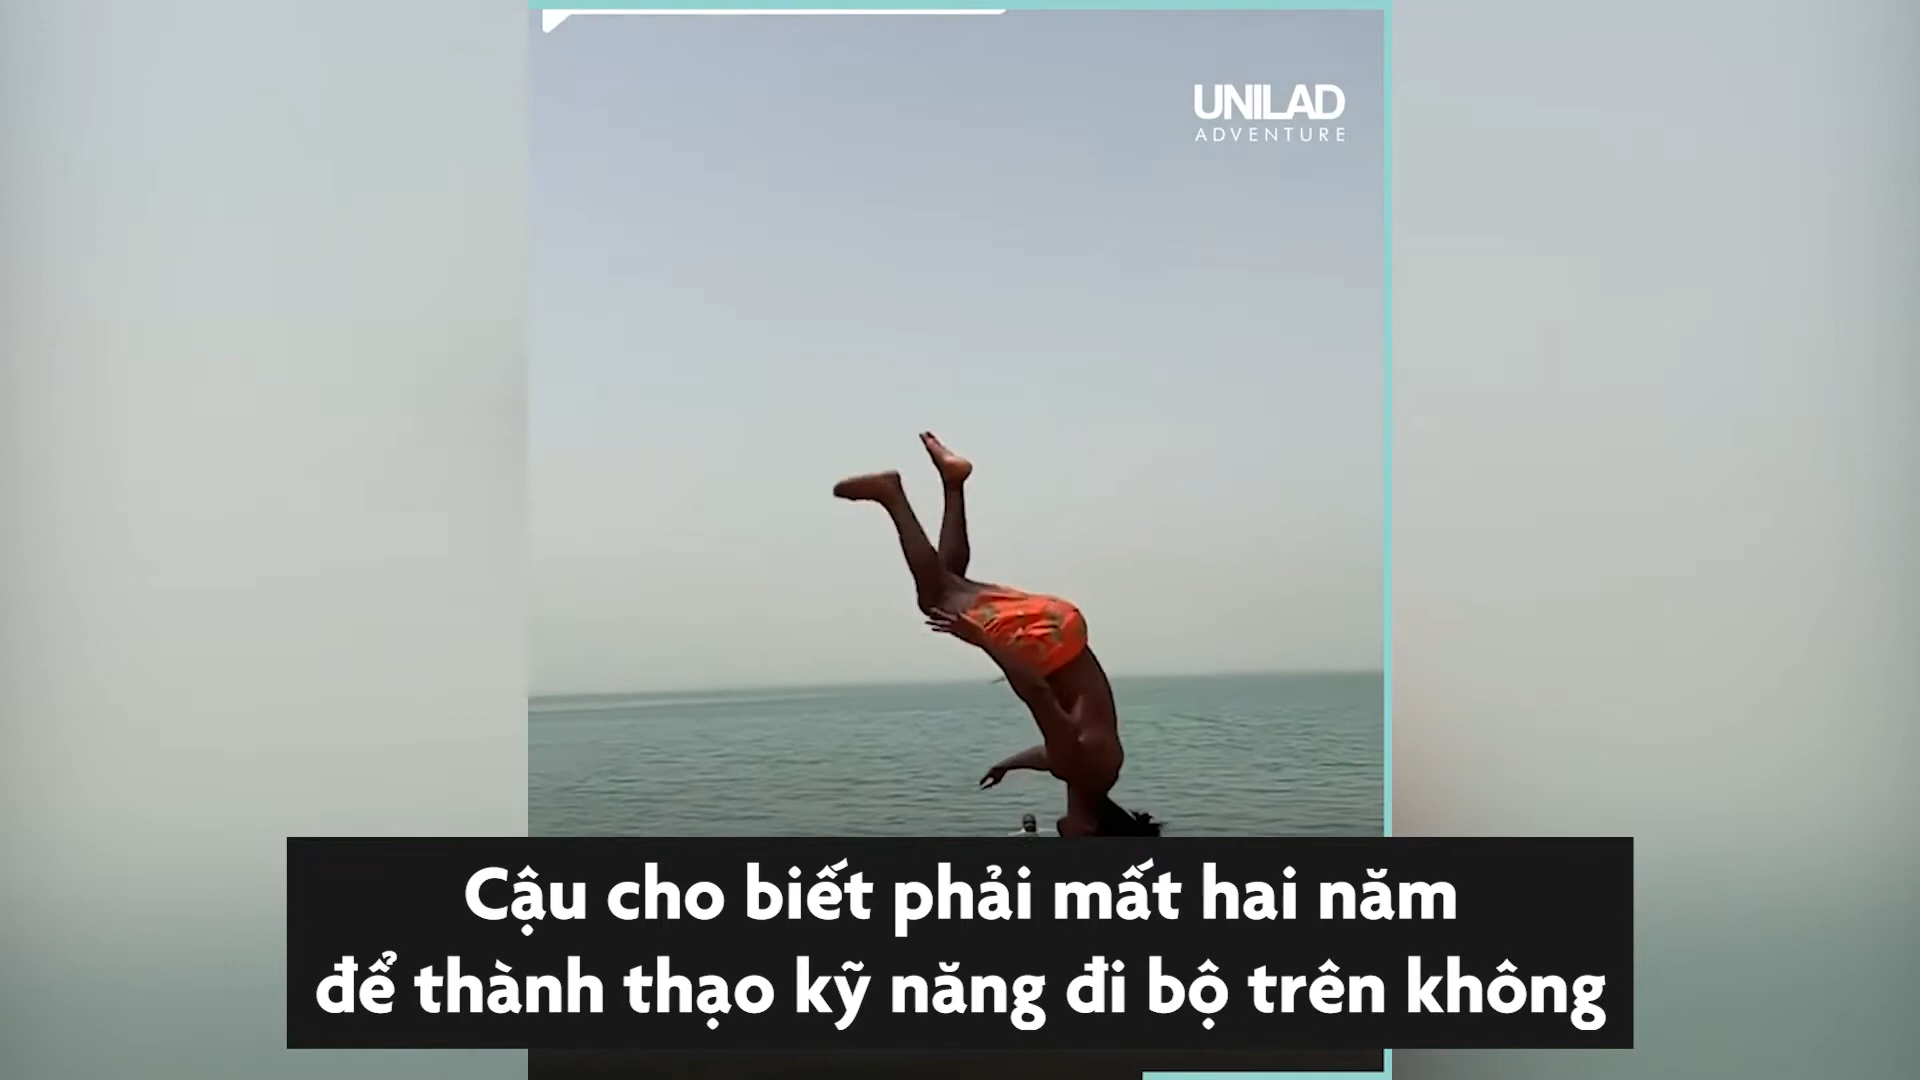 UNILAD
ADVENTURE
Cậu cho biết phải mất hai năm
để thành thạo kỹ năng đi bộ trên không